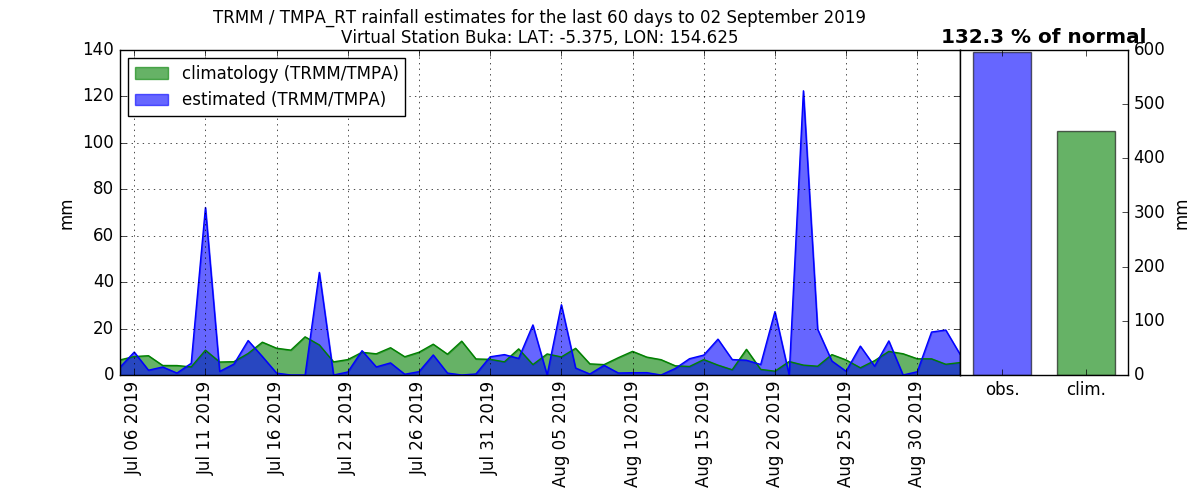 TRMM / TMPA_RT rainfall estimates for the last 60 days to 02 September 2019
Virtual Station Buka: LAT: -5.375, LON: 154.625
132.3 % of normal
climatology (TRMM/TMPA)
estimated (TRMM/TMPA)
mm
140
120
100
80
60
40
20
0
Jul 06 2019
Jul 11 2019
Jul 16 2019
Jul 21 2019
Jul 26 2019
Jul 31 2019
Aug 05 2019
Aug 10 2019
Aug 15 2019
Aug 20 2019
Aug 25 2019
Aug 30 2019
600
500
400
300
200
100
0
mm
obs.
clim.